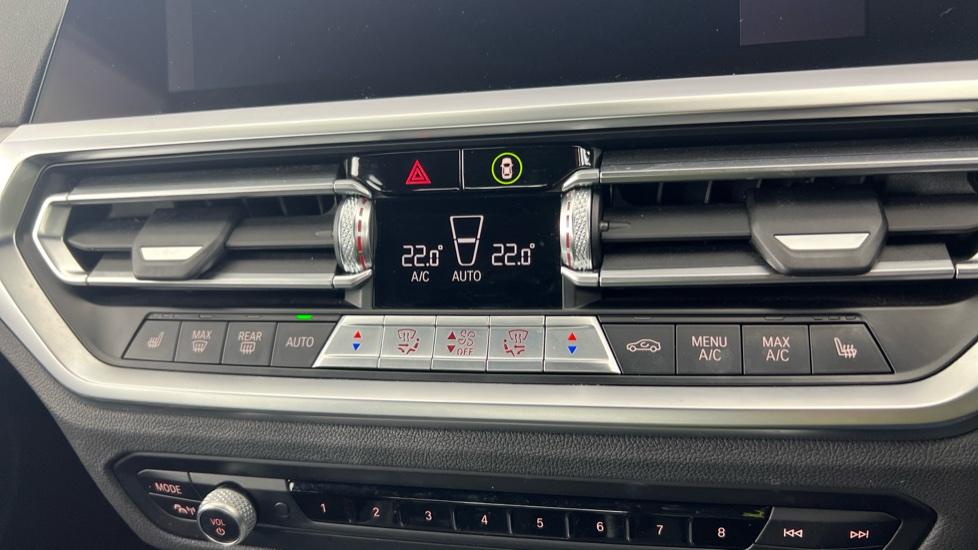 22.0° 22.0°
A/C AUTO
MAX REAR AUTO
OFF
MENU A/C
MAX A/C
MODE
VOL
1 2 3 4 5 6 7 8